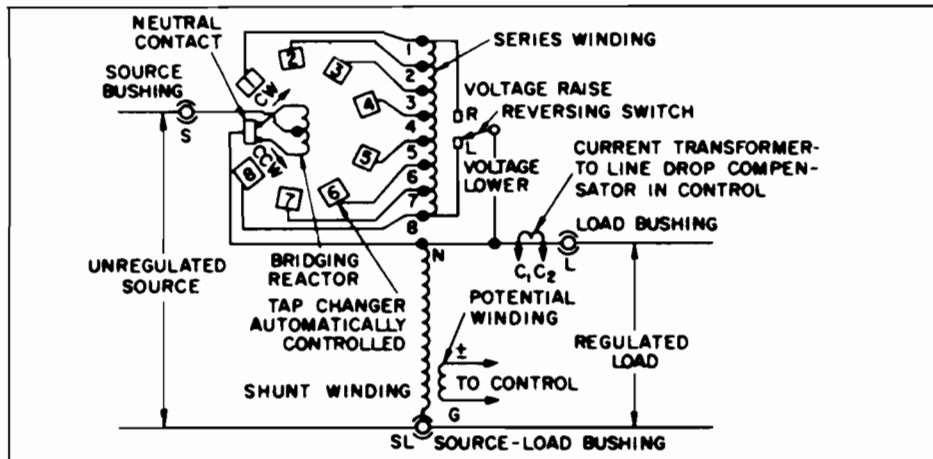 NEUTRAL
CONTACT
SOURCE
BUSHING
S
CW
CCW
2
3
4
5
6
7
8
1
2
3
4
5
6
7
8
SERIES WINDING
VOLTAGE RAISE
R
REVERSING SWITCH
L
VOLTAGE
LOWER
CURRENT TRANSFORMER-
TO LINE DROP COMPEN-
SATOR IN CONTROL
LOAD BUSHING
L
C₁ C₂
N
UNREGULATED
SOURCE
BRIDGING
REACTOR
TAP CHANGER
AUTOMATICALLY
CONTROLLED
POTENTIAL
WINDING
±
TO CONTROL
G
REGULATED
LOAD
SHUNT WINDING
SL SOURCE-LOAD BUSHING